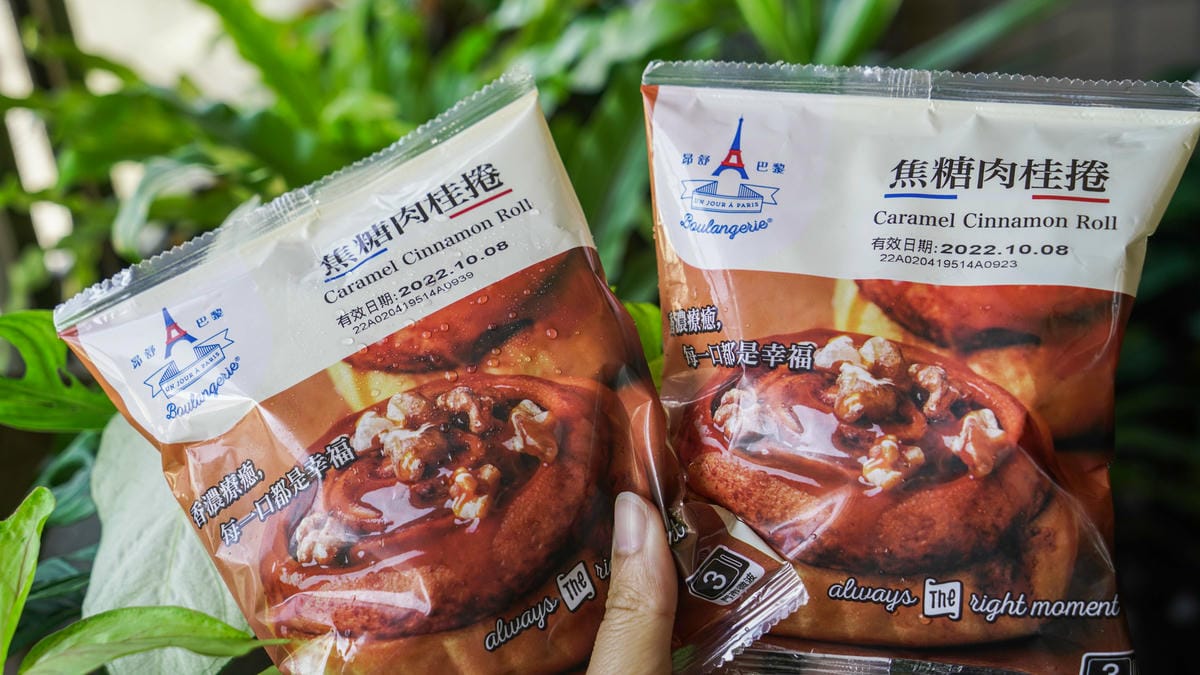 昂舒 巴黎
UN JOUR À PARIS
Boulangerie®
焦糖肉桂捲
Caramel Cinnamon Roll
有效日期:2022.10.08
22A020419514A0939
香濃療癒,
每一口都是幸福
always The ri
3
昂舒 巴黎
UN JOUR À PARIS
Boulangerie®
焦糖肉桂捲
Caramel Cinnamon Roll
有效日期:2022.10.08
22A020419514A0923
香濃療癒,
每一口都是幸福
always The right moment
3